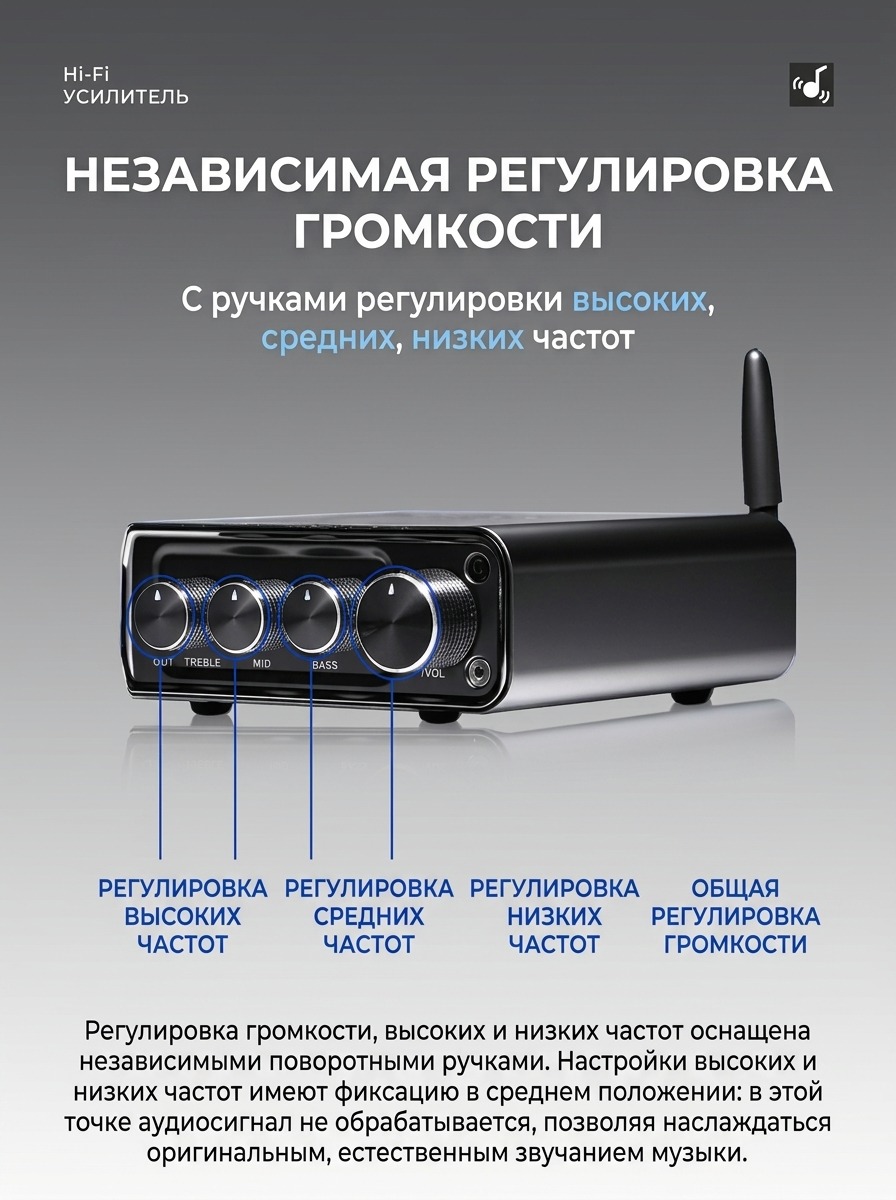 Hi-Fi
УСИЛИТЕЛЬ
НЕЗАВИСИМАЯ РЕГУЛИРОВКА
ГРОМКОСТИ
С ручками регулировки высоких,
средних, низких частот
OUT TREBLE MID BASS /VOL
РЕГУЛИРОВКА ВЫСОКИХ ЧАСТОТ
РЕГУЛИРОВКА СРЕДНИХ ЧАСТОТ
РЕГУЛИРОВКА НИЗКИХ ЧАСТОТ
ОБЩАЯ РЕГУЛИРОВКА ГРОМКОСТИ
Регулировка громкости, высоких и низких частот оснащена
независимыми поворотными ручками. Настройки высоких и
низких частот имеют фиксацию в среднем положении: в этой
точке аудиосигнал не обрабатывается, позволяя наслаждаться
оригинальным, естественным звучанием музыки.